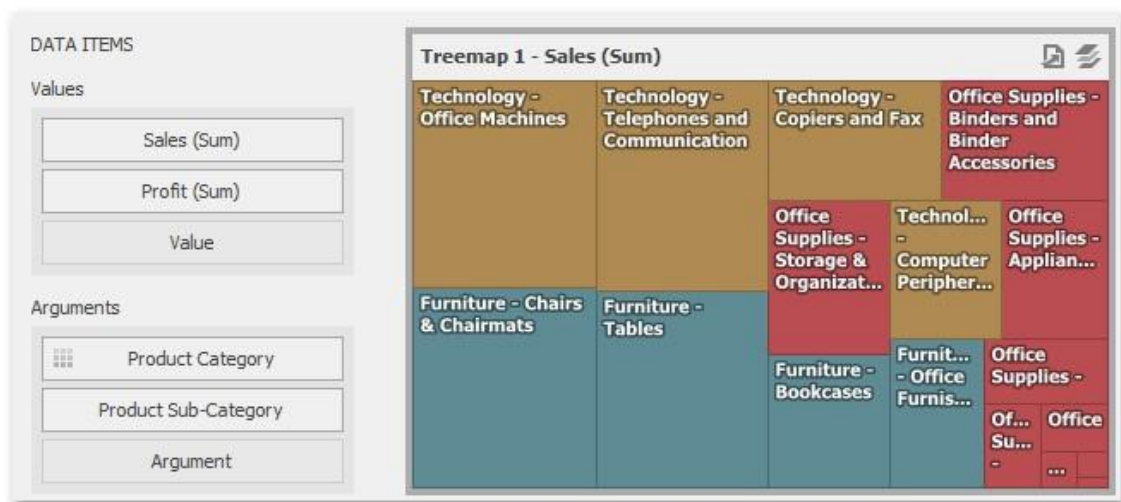 DATA ITEMS
Values
Sales (Sum)
Profit (Sum)
Value
Arguments
Product Category
Product Sub-Category
Argument
Treemap 1 - Sales (Sum)
Technology -
Office Machines
Technology -
Telephones and
Communication
Technology -
Copiers and Fax
Office Supplies -
Binders and
Binder
Accessories
Office
Supplies -
Storage &
Organizat...
Technol...
-
Computer
Peripher...
Office
Supplies -
Applian...
Furniture - Chairs
& Chairmats
Furniture -
Tables
Furniture -
Bookcases
Furnit...
- Office
Furnis...
Office
Supplies -
Of...
Su...
-
Office
...